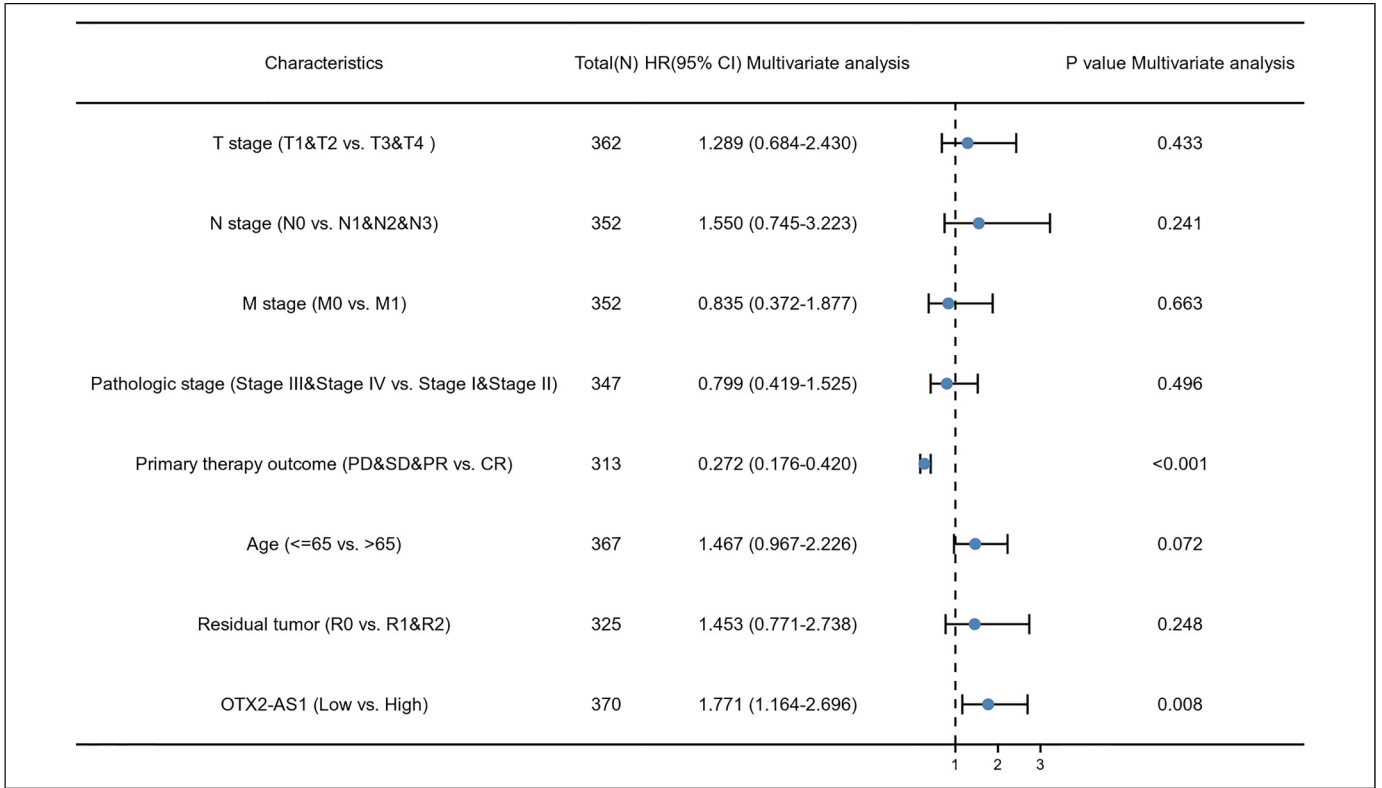 Characteristics Total(N) HR(95% CI) Multivariate analysis P value Multivariate analysis
T stage (T1&T2 vs. T3&T4 ) 362 1.289 (0.684-2.430) 0.433
N stage (N0 vs. N1&N2&N3) 352 1.550 (0.745-3.223) 0.241
M stage (M0 vs. M1) 352 0.835 (0.372-1.877) 0.663
Pathologic stage (Stage III&Stage IV vs. Stage I&Stage II) 347 0.799 (0.419-1.525) 0.496
Primary therapy outcome (PD&SD&PR vs. CR) 313 0.272 (0.176-0.420) <0.001
Age (<=65 vs. >65) 367 1.467 (0.967-2.226) 0.072
Residual tumor (R0 vs. R1&R2) 325 1.453 (0.771-2.738) 0.248
OTX2-AS1 (Low vs. High) 370 1.771 (1.164-2.696) 0.008
1 2 3